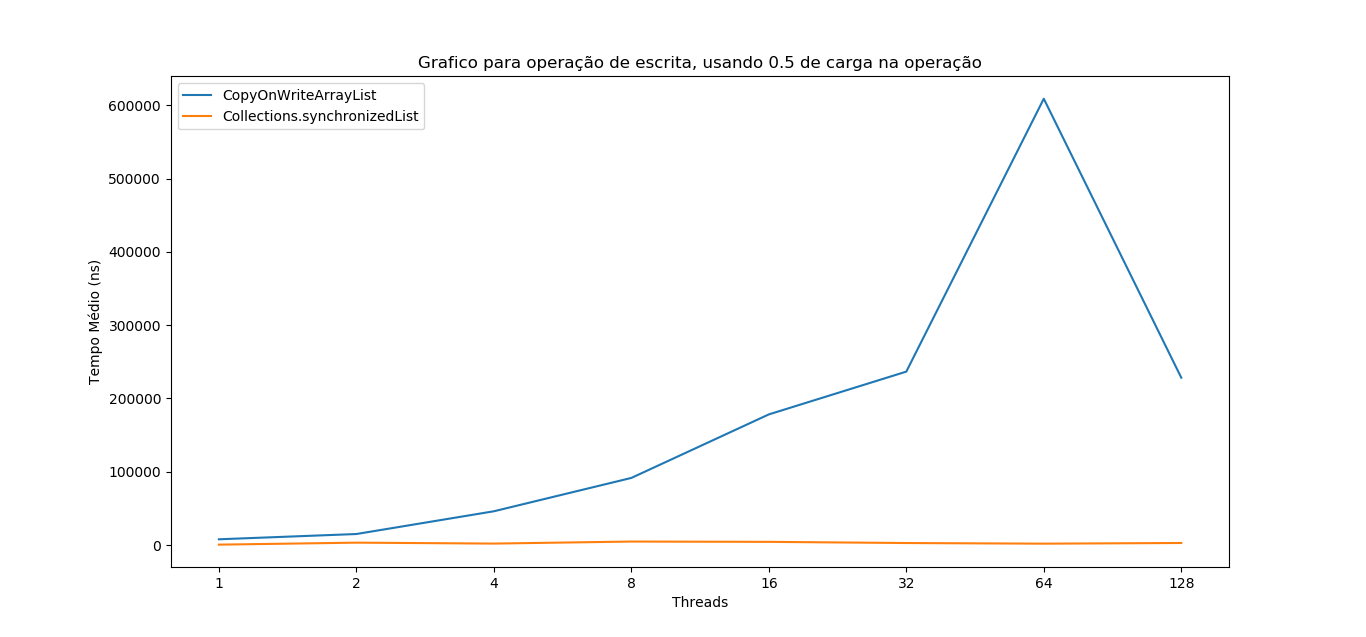 Grafico para operação de escrita, usando 0.5 de carga na operação
CopyOnWriteArrayList
Collections.synchronizedList
600000
500000
400000
300000
200000
100000
0
Tempo Médio (ns)
1 2 4 8 16 32 64 128
Threads